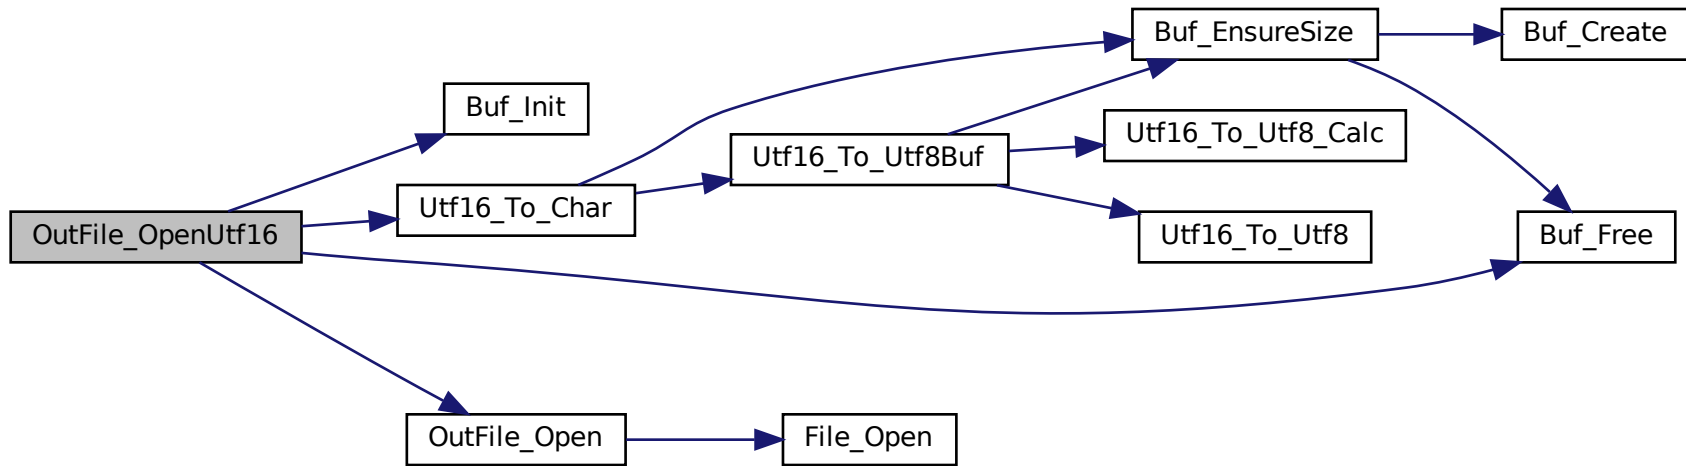 Buf_EnsureSize
Buf_Create
Buf_Init
Utf16_To_Utf8_Calc
Utf16_To_Utf8Buf
Utf16_To_Char
OutFile_OpenUtf16
Utf16_To_Utf8
Buf_Free
OutFile_Open
File_Open